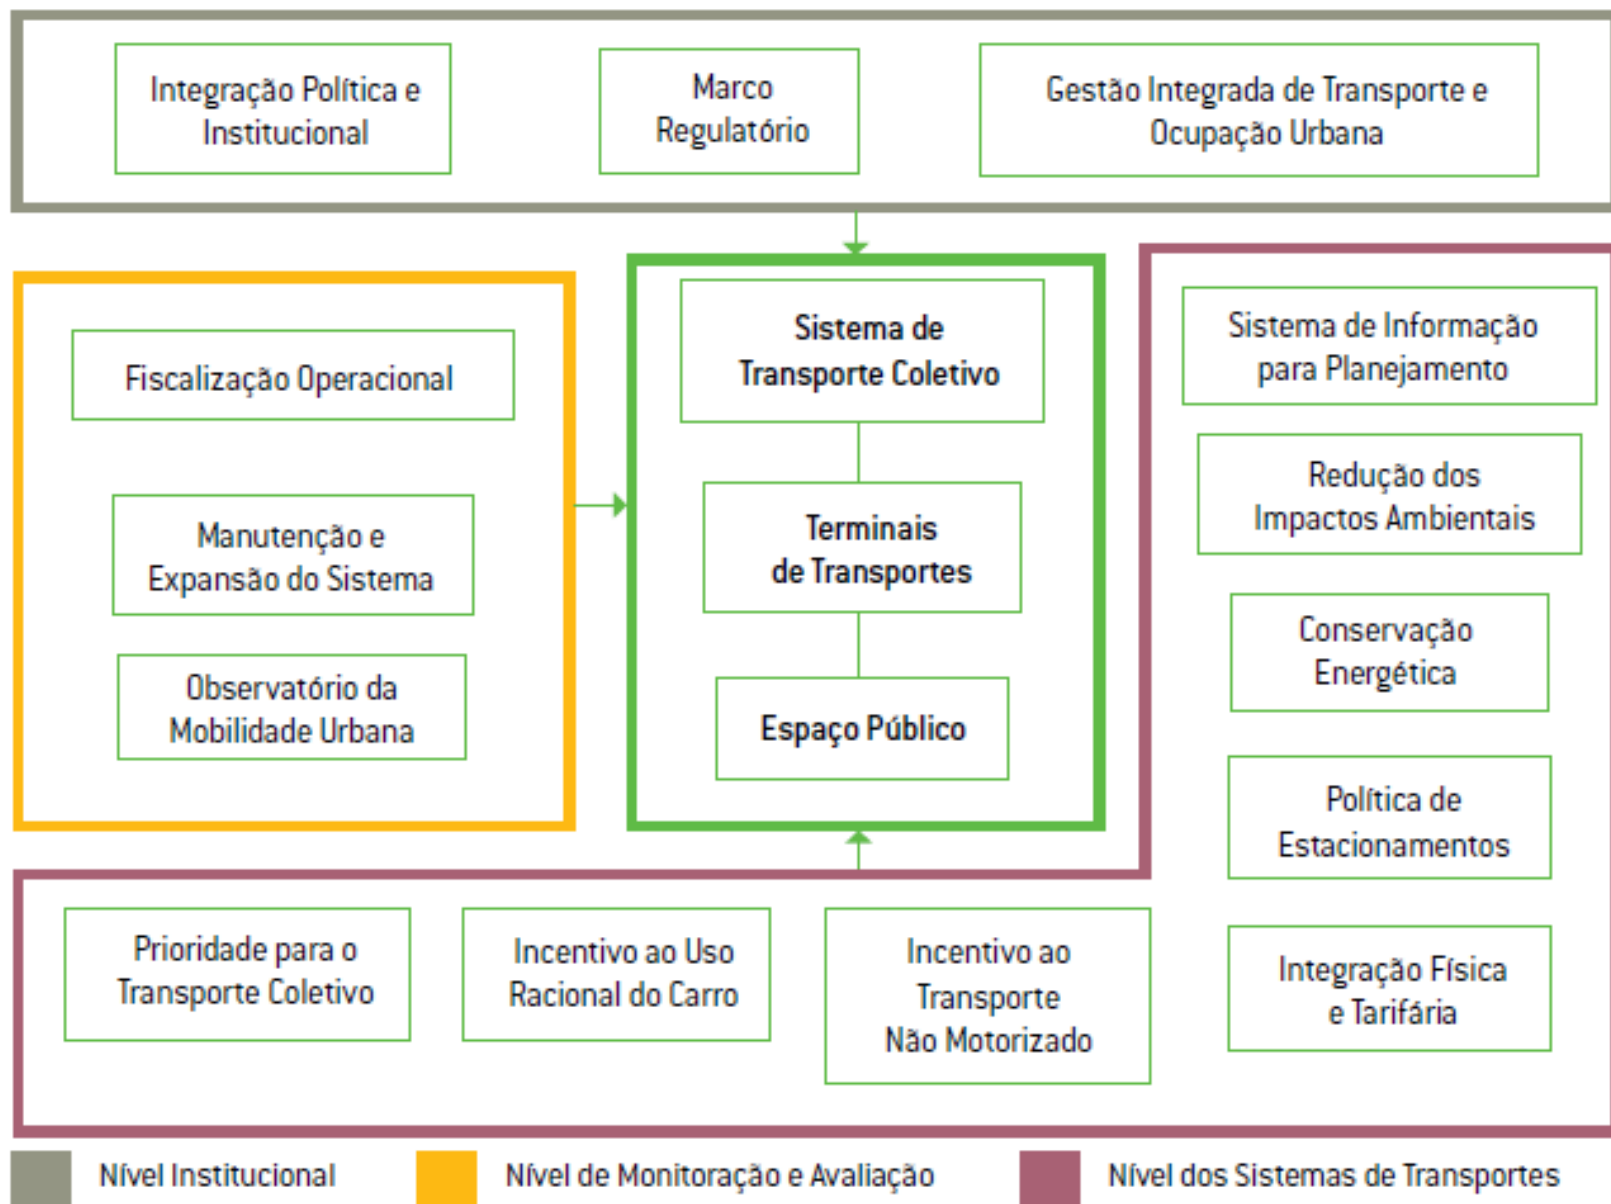 Integração Política e
Institucional
Marco
Regulatório
Gestão Integrada de Transporte e
Ocupação Urbana
Fiscalização Operacional
Manutenção e
Expansão do Sistema
Observatório da
Mobilidade Urbana
Sistema de
Transporte Coletivo
Terminais
de Transportes
Espaço Público
Sistema de Informação
para Planejamento
Redução dos
Impactos Ambientais
Conservação
Energética
Política de
Estacionamentos
Integração Física
e Tarifária
Prioridade para o
Transporte Coletivo
Incentivo ao Uso
Racional do Carro
Incentivo ao
Transporte
Não Motorizado
Nível Institucional
Nível de Monitoração e Avaliação
Nível dos Sistemas de Transportes